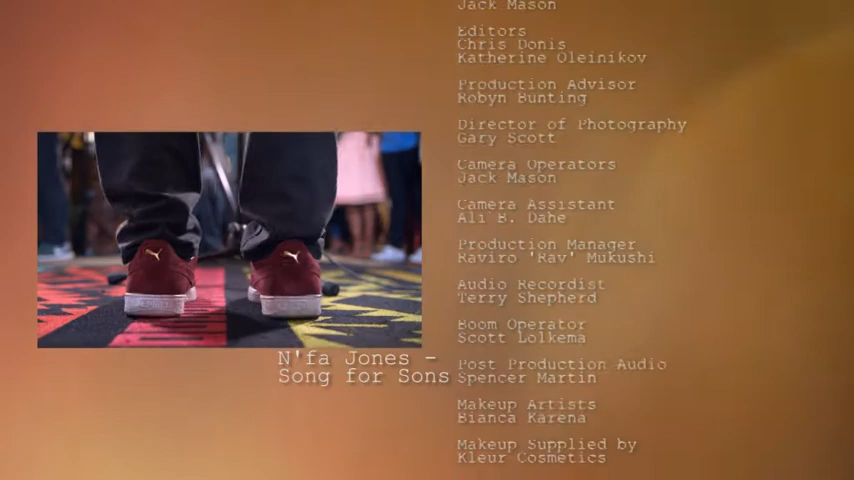 Jack Mason
Editors
Chris Donis
Katherine Oleinikov
Production Advisor
Robyn Bunting
Director of Photography
Gary Scott
Camera Operators
Jack Mason
Camera Assistant
Ali B. Dahe
Production Manager
Raviro 'Rav' Mukushi
Audio Recordist
Terry Shepherd
Boom Operator
Scott Lolkema
Post Production Audio
Spencer Martin
Makeup Artists
Bianca Karena
Makeup Supplied by
Kleur Cosmetics
N'fa Jones -
Song for Sons